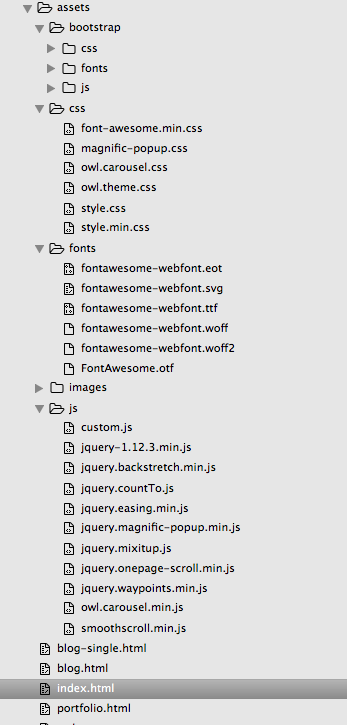 assets
bootstrap
css
fonts
js
css
font-awesome.min.css
magnific-popup.css
owl.carousel.css
owl.theme.css
style.css
style.min.css
fonts
fontawesome-webfont.eot
fontawesome-webfont.svg
fontawesome-webfont.ttf
fontawesome-webfont.woff
fontawesome-webfont.woff2
FontAwesome.otf
images
js
custom.js
jquery-1.12.3.min.js
jquery.backstretch.min.js
jquery.countTo.js
jquery.easing.min.js
jquery.magnific-popup.min.js
jquery.mixitup.js
jquery.onepage-scroll.min.js
jquery.waypoints.min.js
owl.carousel.min.js
smoothscroll.min.js
blog-single.html
blog.html
index.html
portfolio.html